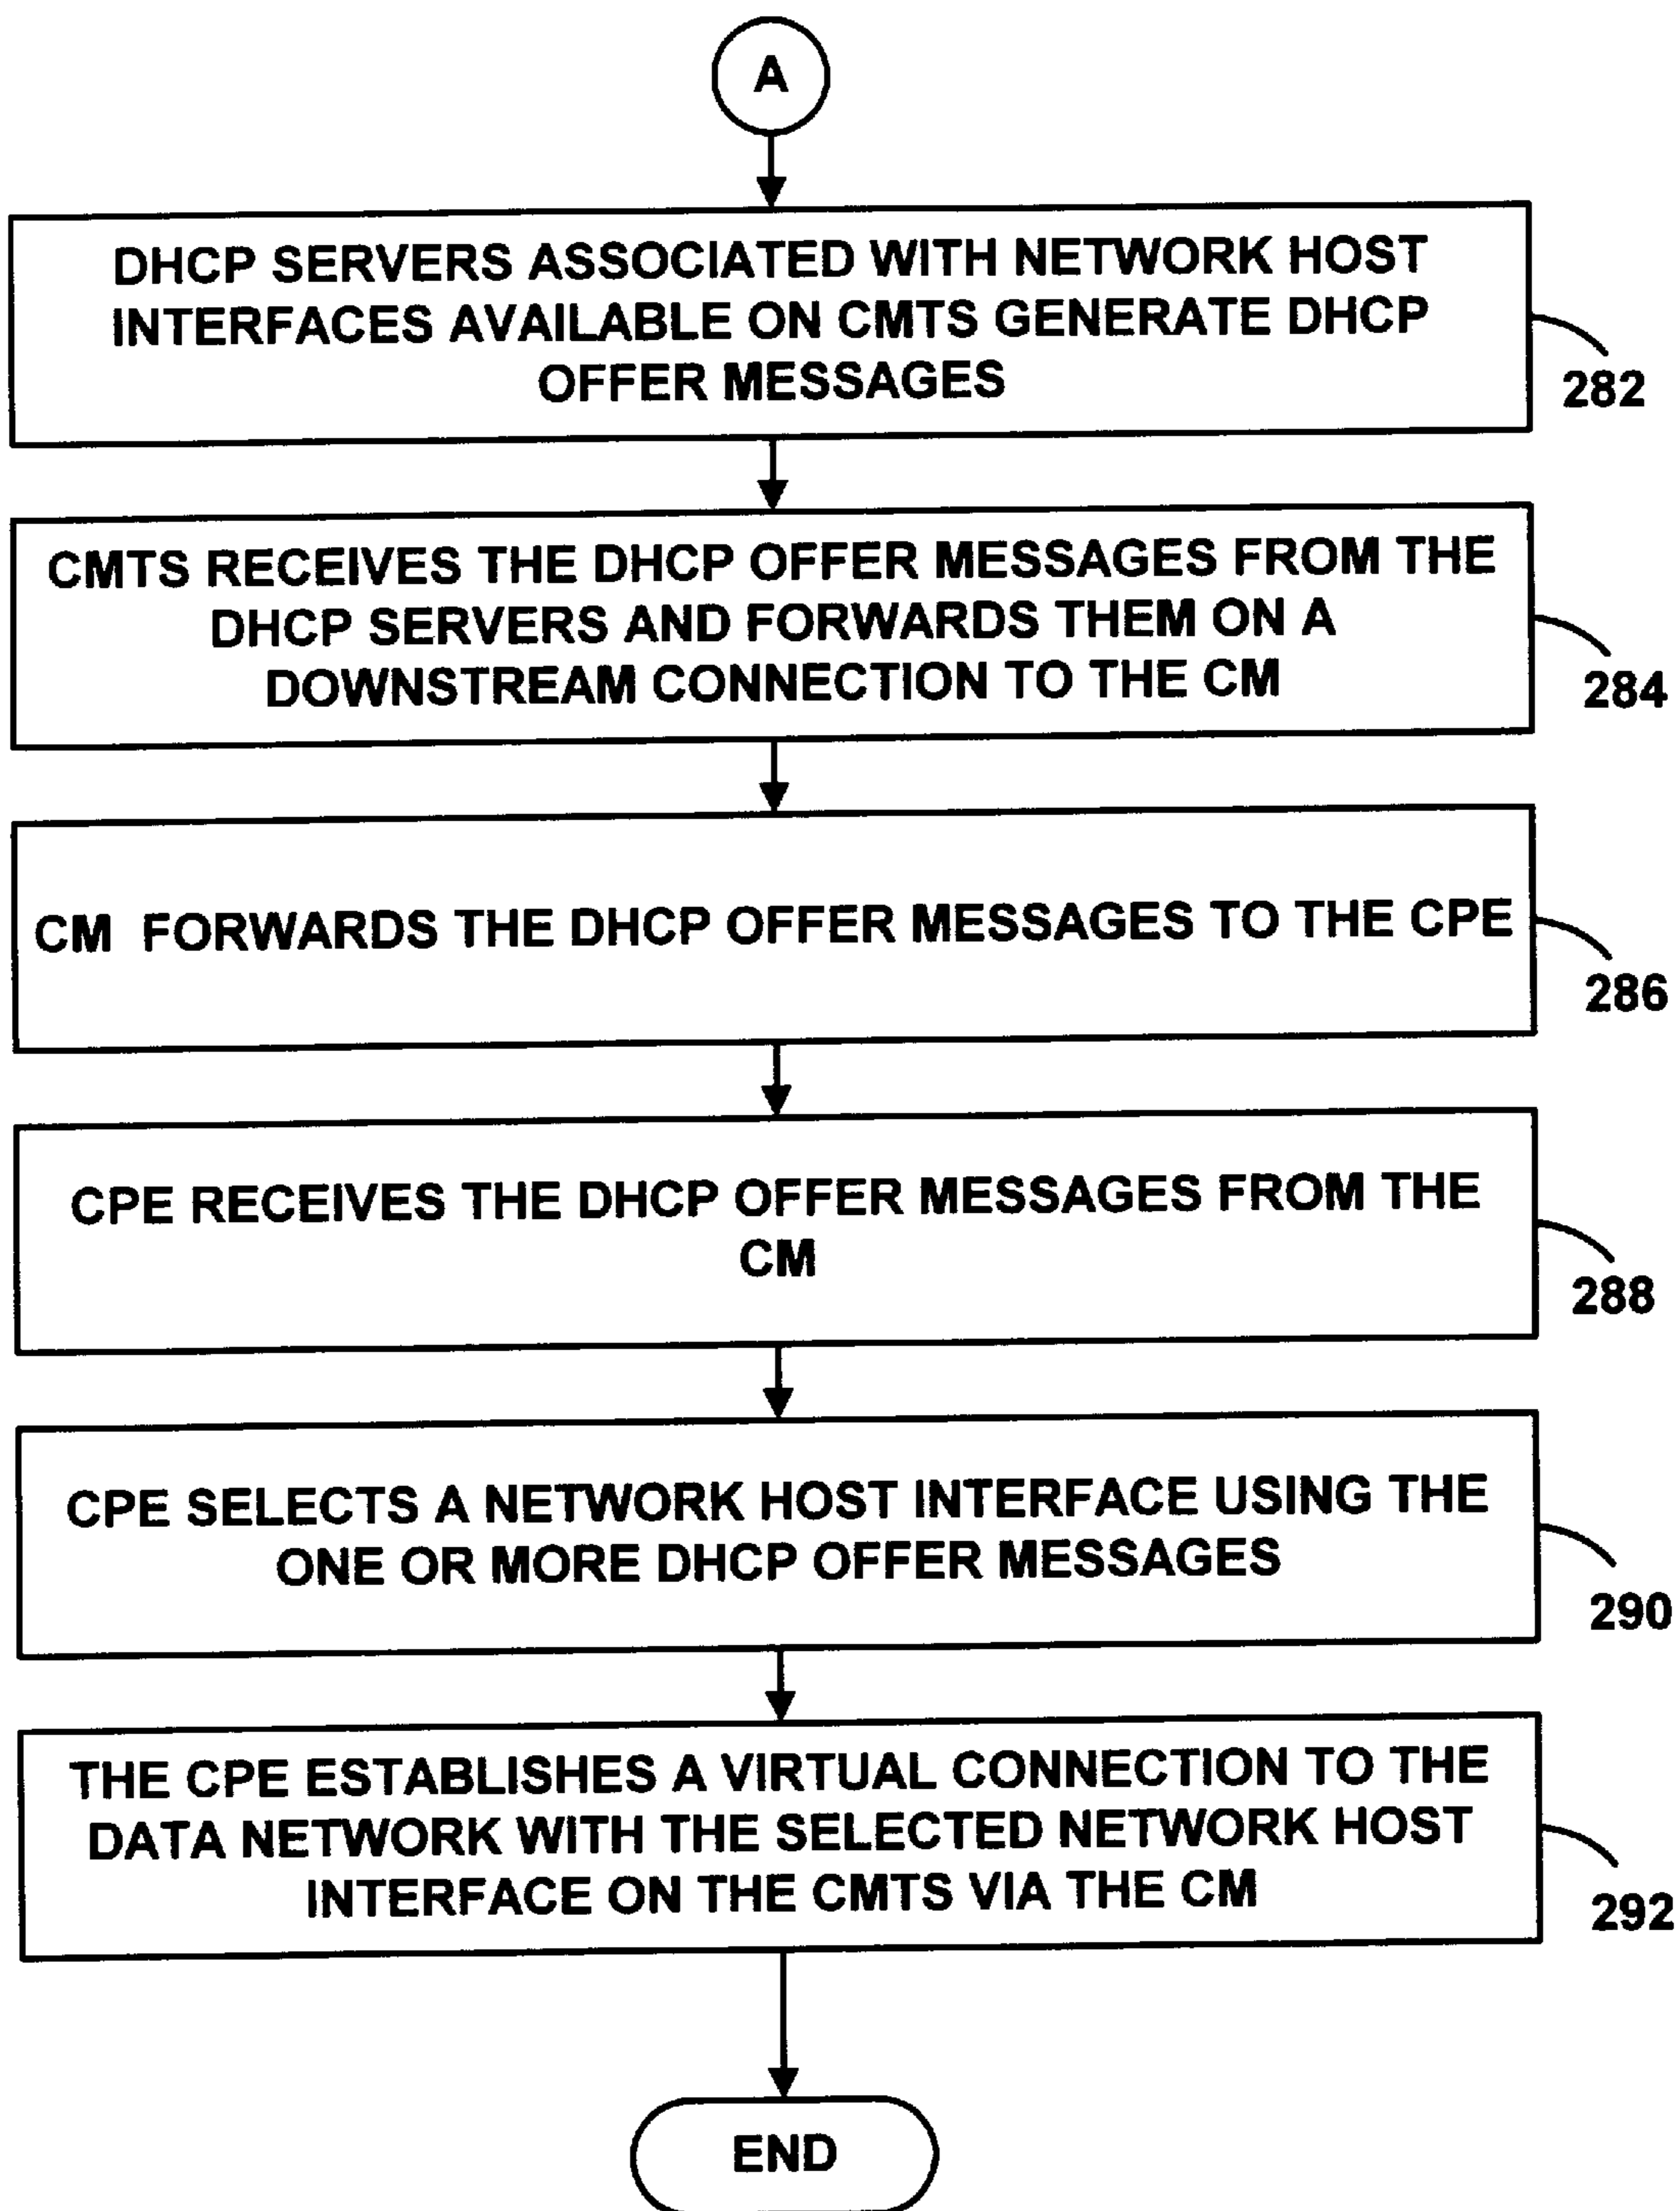 A
DHCP SERVERS ASSOCIATED WITH NETWORK HOST
INTERFACES AVAILABLE ON CMTS GENERATE DHCP
OFFER MESSAGES
282
CMTS RECEIVES THE DHCP OFFER MESSAGES FROM THE
DHCP SERVERS AND FORWARDS THEM ON A
DOWNSTREAM CONNECTION TO THE CM
284
CM FORWARDS THE DHCP OFFER MESSAGES TO THE CPE
286
CPE RECEIVES THE DHCP OFFER MESSAGES FROM THE
CM
288
CPE SELECTS A NETWORK HOST INTERFACE USING THE
ONE OR MORE DHCP OFFER MESSAGES
290
THE CPE ESTABLISHES A VIRTUAL CONNECTION TO THE
DATA NETWORK WITH THE SELECTED NETWORK HOST
INTERFACE ON THE CMTS VIA THE CM
292
END